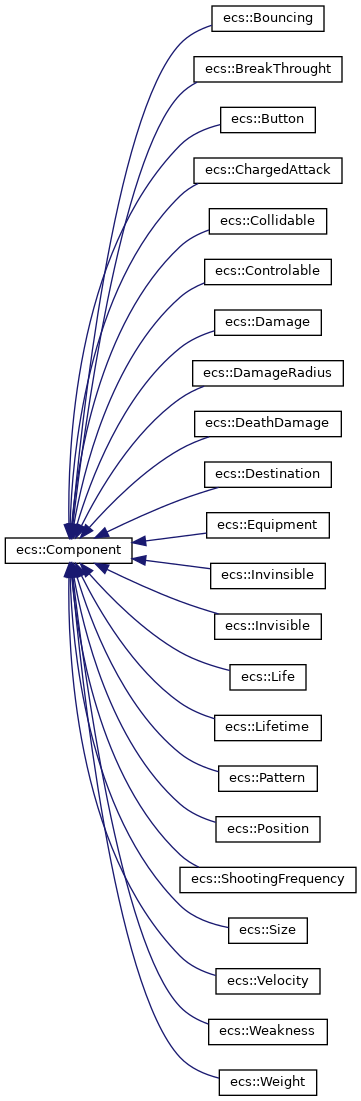 ecs::Bouncing
ecs::BreakThrought
ecs::Button
ecs::ChargedAttack
ecs::Collidable
ecs::Controlable
ecs::Damage
ecs::DamageRadius
ecs::DeathDamage
ecs::Destination
ecs::Equipment
ecs::Component
ecs::Invinsible
ecs::Invisible
ecs::Life
ecs::Lifetime
ecs::Pattern
ecs::Position
ecs::ShootingFrequency
ecs::Size
ecs::Velocity
ecs::Weakness
ecs::Weight